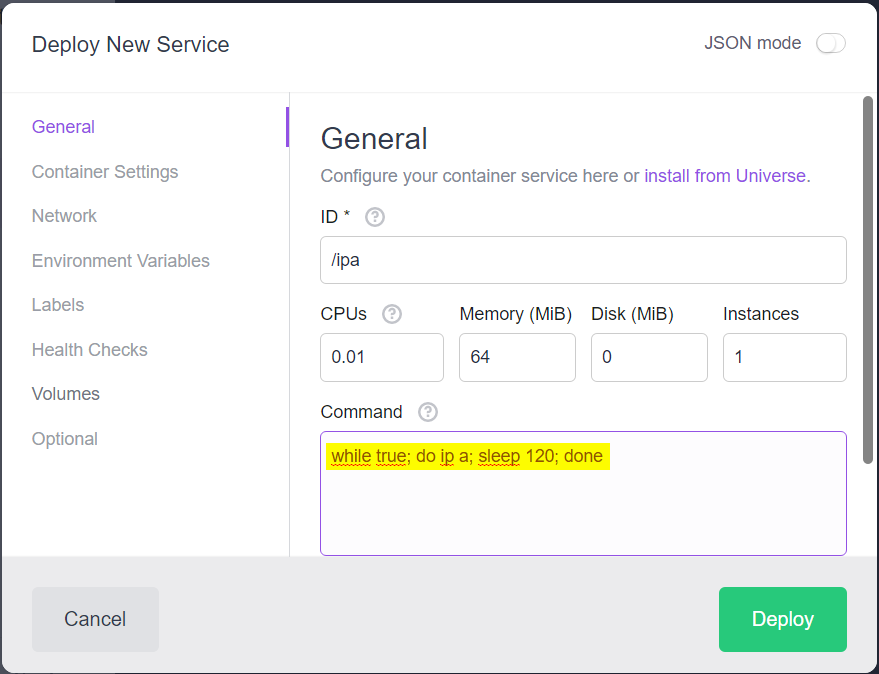 Deploy New Service
JSON mode
General
Container Settings
Network
Environment Variables
Labels
Health Checks
Volumes
Optional
General
Configure your container service here or install from Universe.
ID *
/ipa
CPUs Memory (MiB) Disk (MiB) Instances
0.01 64 0 1
Command
while true; do ip a; sleep 120; done
Cancel
Deploy